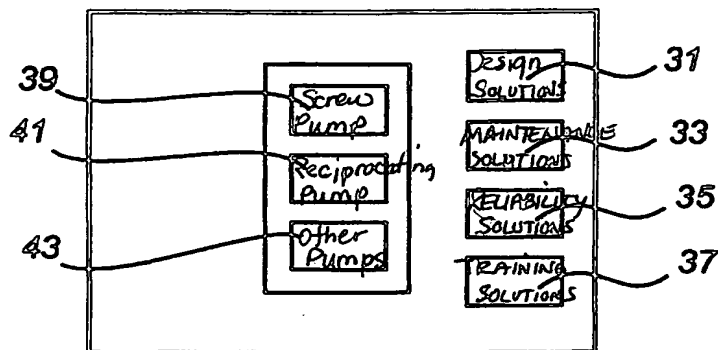 39
Screw
Pump
41
Reciprocating
Pump
43
Other
Pumps
Design
SOLUTIONS
31
MAINTENANCE
SOLUTIONS
33
RELIABILITY
SOLUTIONS
35
TRAINING
SOLUTIONS
37